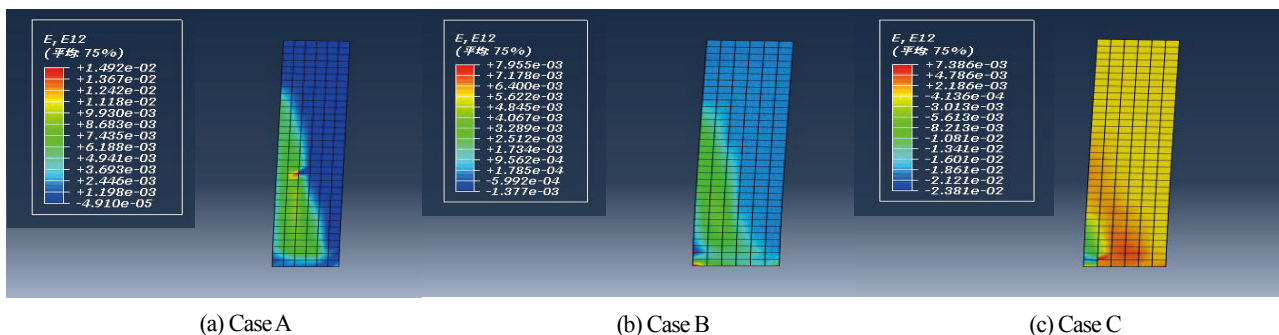 E, E12
(平均: 75%)
+1.492e-02
+1.367e-02
+1.242e-02
+1.118e-02
+9.930e-03
+8.683e-03
+7.435e-03
+6.188e-03
+4.941e-03
+3.693e-03
+2.446e-03
+1.198e-03
-4.910e-05
E, E12
(平均: 75%)
+7.955e-03
+7.178e-03
+6.400e-03
+5.622e-03
+4.845e-03
+4.067e-03
+3.289e-03
+2.512e-03
+1.734e-03
+9.562e-04
+1.785e-04
-5.992e-04
-1.377e-03
E, E12
(平均: 75%)
+7.386e-03
+4.786e-03
+2.186e-03
-4.136e-04
-3.013e-03
-5.613e-03
-8.213e-03
-1.081e-02
-1.341e-02
-1.601e-02
-1.861e-02
-2.121e-02
-2.381e-02
(a) Case A
(b) Case B
(c) Case C